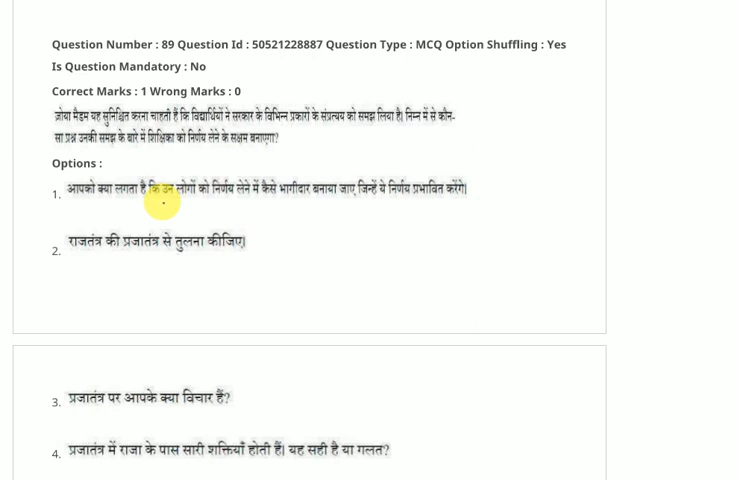 Question Number : 89 Question Id : 50521228887 Question Type : MCQ Option Shuffling : Yes
Is Question Mandatory : No
Correct Marks : 1 Wrong Marks : 0
ज़ोया मैडम यह सुनिश्चित करना चाहती हैं कि विद्यार्थियों ने सरकार के विभिन्न प्रकारों के संप्रत्यय को समझ लिया है। निम्न में से कौन-
सा प्रश्न उनकी समझ के बारे में शिक्षिका को निर्णय लेने के सक्षम बनाएगा?
Options :
1. आपको क्या लगता है कि उन लोगों को निर्णय लेने में कैसे भागीदार बनाया जाए, जिन्हें ये निर्णय प्रभावित करेंगे।
2. राजतंत्र की प्रजातंत्र से तुलना कीजिए।
3. प्रजातंत्र पर आपके क्या विचार हैं?
4. प्रजातंत्र में राजा के पास सारी शक्तियाँ होती हैं। यह सही है या गलत?